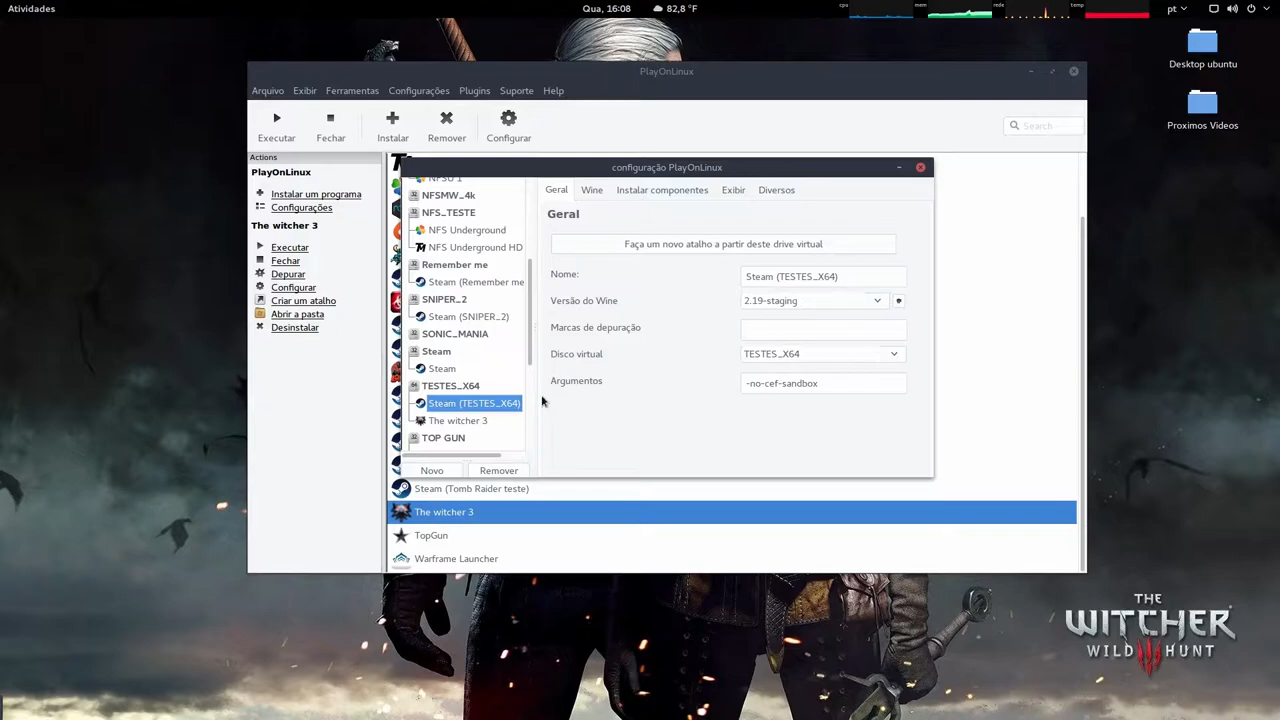 Atividades
Qua, 16:08
82,8 °F
cpu
mem
rede
temp
pt
Desktop ubuntu
Proximos Videos
PlayOnLinux
Arquivo Exibir Ferramentas Configurações Plugins Suporte Help
Executar
Fechar
Instalar
Remover
Configurar
Search
Actions
PlayOnLinux
Instalar um programa
Configurações
The witcher 3
Executar
Fechar
Depurar
Configurar
Criar um atalho
Abrir a pasta
Desinstalar
configuração PlayOnLinux
NFSU 1
NFSMW_4k
NFS_TESTE
NFS Underground
NFS Underground HD
Remember me
Steam (Remember me
SNIPER_2
Steam (SNIPER_2)
SONIC_MANIA
Steam
Steam
TESTES_X64
Steam (TESTES_X64)
The witcher 3
TOP GUN
Novo
Remover
Geral Wine Instalar componentes Exibir Diversos
Geral
Faça um novo atalho a partir deste drive virtual
Nome: Steam (TESTES_X64)
Versão do Wine 2.19-staging
Marcas de depuração
Disco virtual TESTES_X64
Argumentos -no-cef-sandbox
Steam (Tomb Raider teste)
The witcher 3
TopGun
Warframe Launcher
THE
WITCHER
WILD HUNT